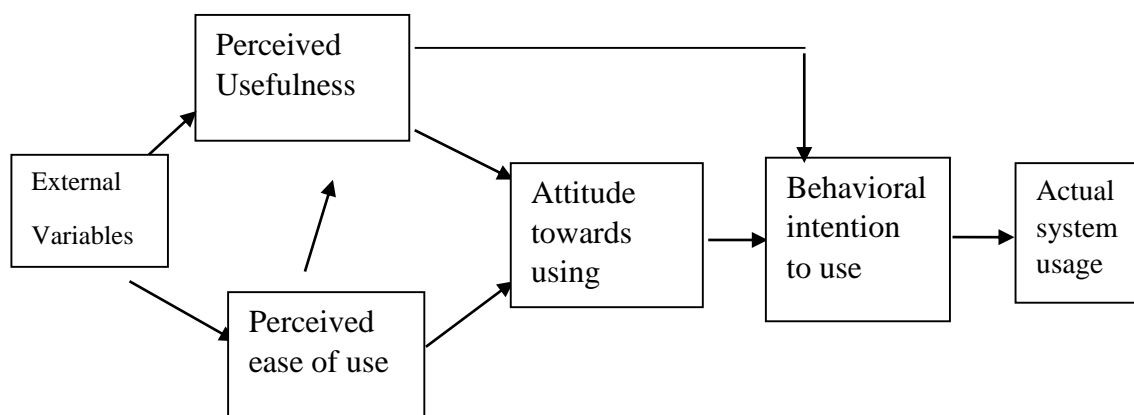 Perceived
Usefulness
External
Variables
Perceived
ease of use
Attitude
towards
using
Behavioral
intention
to use
Actual
system
usage